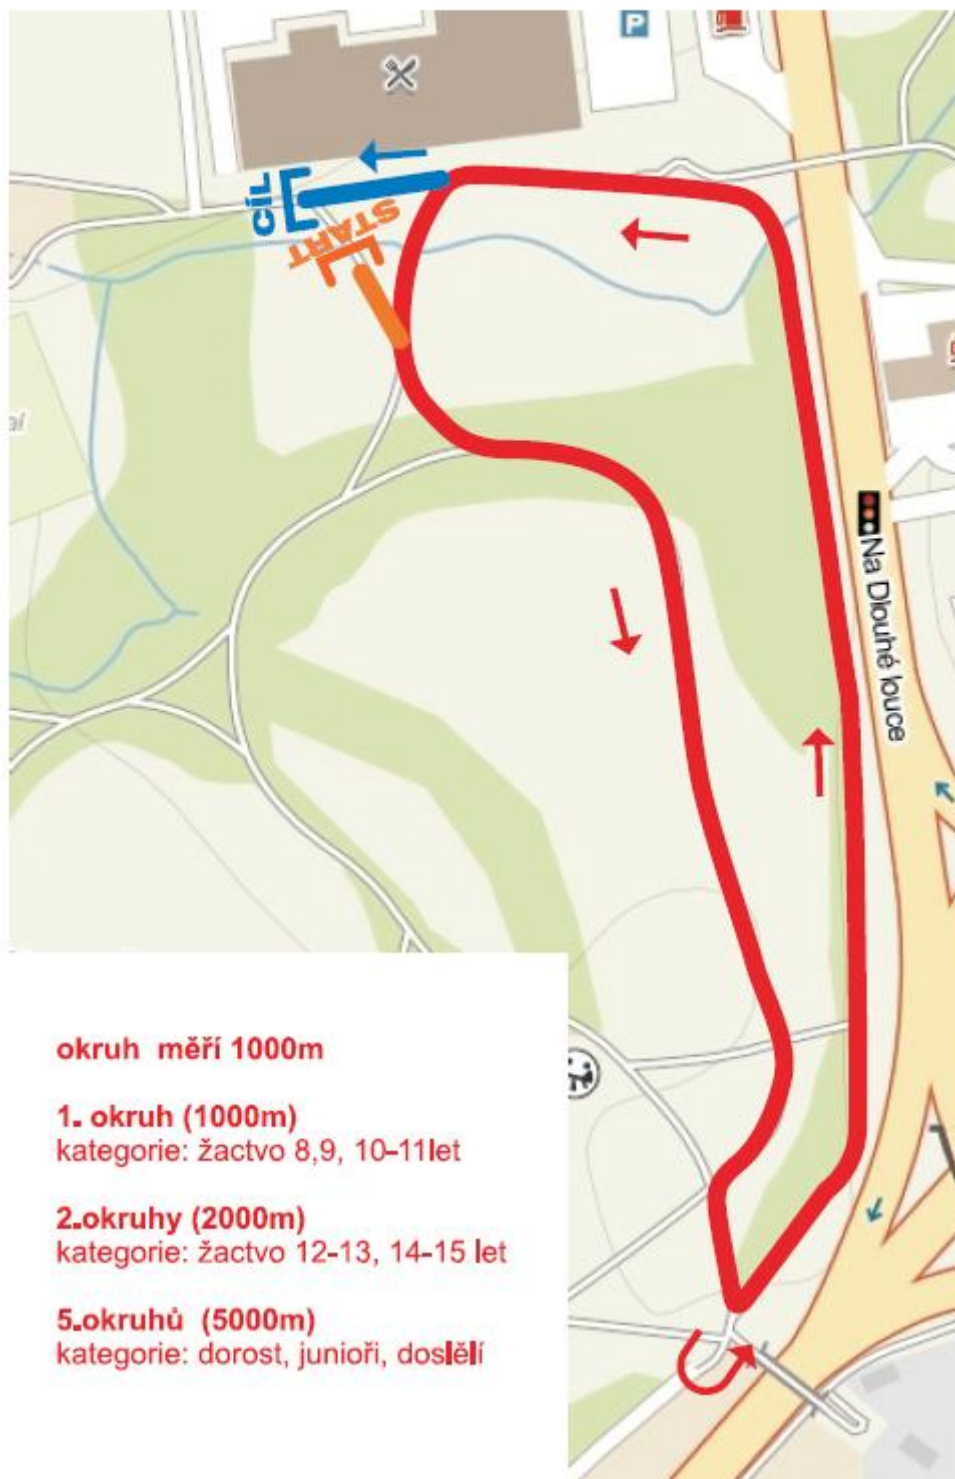 P
CÍL
START
Na Dlouhé louce
okruh měří 1000m
1. okruh (1000m)
kategorie: žactvo 8,9, 10-11let
2.okruhy (2000m)
kategorie: žactvo 12-13, 14-15 let
5.okruhů (5000m)
kategorie: dorost, junioři, doslělí